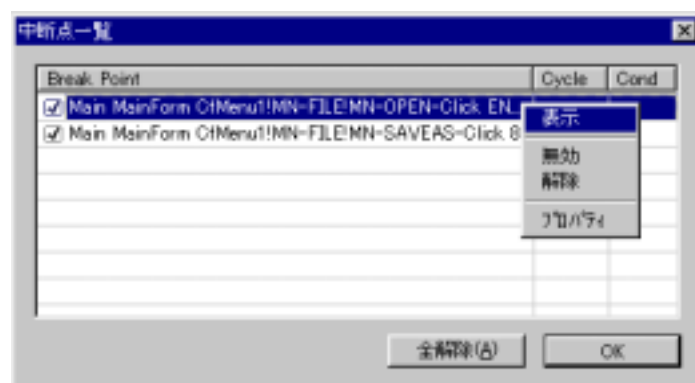 中断点一覧
Break Point Cycle Cond
Main MainForm CfMenu1!MN-FILE!MN-OPEN-Click EN...
表示
Main MainForm CfMenu1!MN-FILE!MN-SAVEAS-Click 8
無効
解除
ﾌﾟﾛﾊﾟﾃｨ
全解除(A)
OK